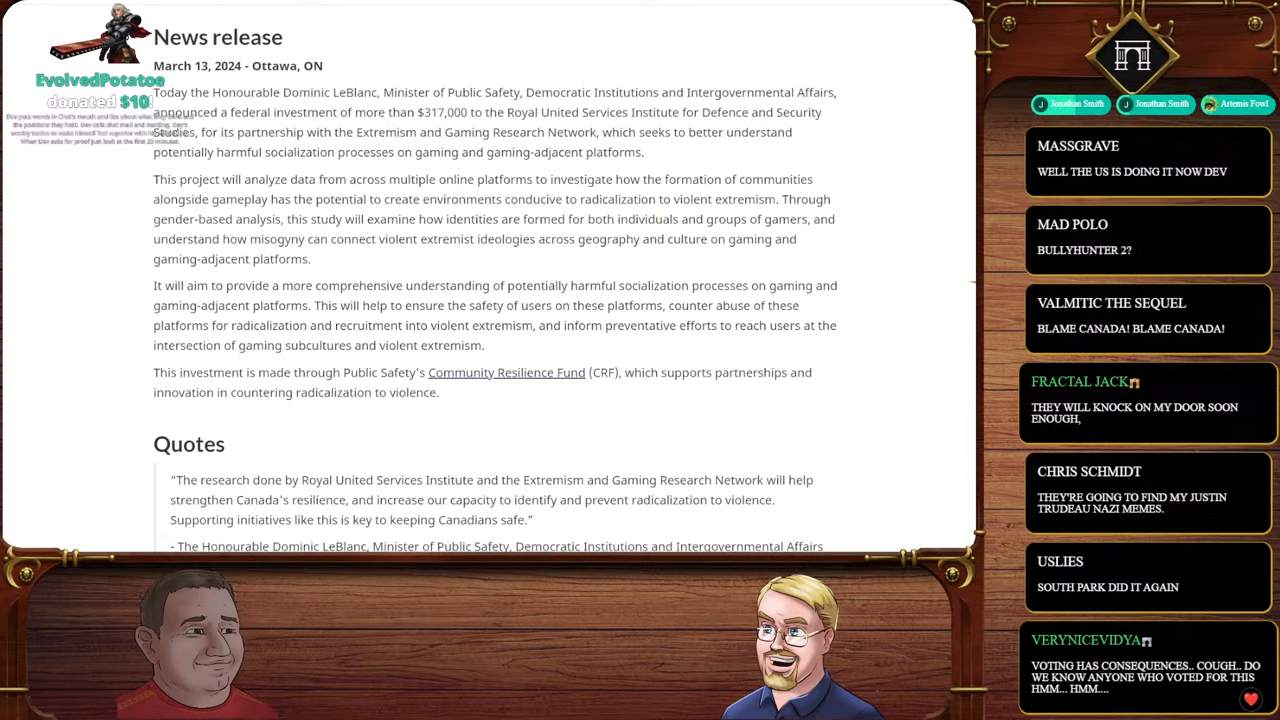 News release
March 13, 2024 - Ottawa, ON
EvolvedPotatoe
donated $10!
Today the Honourable Dominic LeBlanc, Minister of Public Safety, Democratic Institutions and Intergovernmental Affairs,
announced a federal investment of more than $317,000 to the Royal United Services Institute for Defence and Security
Studies, for its partnership with the Extremism and Gaming Research Network, which seeks to better understand
potentially harmful socialization processes on gaming and gaming-adjacent platforms.
This project will analyze data from across multiple online platforms to investigate how the formation of communities
alongside gameplay has the potential to create environments conducive to radicalization to violent extremism. Through
gender-based analysis, this study will examine how identities are formed for both individuals and groups of gamers, and
understand how misogyny can connect violent extremist ideologies across geography and culture on gaming and
gaming-adjacent platforms.
It will aim to provide a more comprehensive understanding of potentially harmful socialization processes on gaming and
gaming-adjacent platforms. This will help to ensure the safety of users on these platforms, counter abuse of these
platforms for radicalization and recruitment into violent extremism, and inform preventative efforts to reach users at the
intersection of gaming subcultures and violent extremism.
This investment is made through Public Safety's Community Resilience Fund (CRF), which supports partnerships and
innovation in countering radicalization to violence.
Quotes
"The research done by Royal United Services Institute and the Extremism and Gaming Research Network will help
strengthen Canada's resilience, and increase our capacity to identify and prevent radicalization to violence.
Supporting initiatives like this is key to keeping Canadians safe."
- The Honourable Dominic LeBlanc, Minister of Public Safety, Democratic Institutions and Intergovernmental Affairs
J Jonathan Smith
J Jonathan Smith
Artemis Fowl
MASSGRAVE
WELL THE US IS DOING IT NOW DEV
MAD POLO
BULLYHUNTER 2?
VALMITIC THE SEQUEL
BLAME CANADA! BLAME CANADA!
FRACTAL JACK
THEY WILL KNOCK ON MY DOOR SOON
ENOUGH,
CHRIS SCHMIDT
THEY'RE GOING TO FIND MY JUSTIN
TRUDEAU NAZI MEMES.
USLIES
SOUTH PARK DID IT AGAIN
VERYNICEVIDYA
VOTING HAS CONSEQUENCES.. COUGH.. DO
WE KNOW ANYONE WHO VOTED FOR THIS
HMM... HMM....